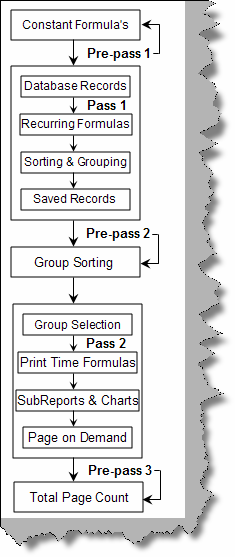 Constant Formula's
Pre-pass 1
Database Records
Pass 1
Recurring Formulas
Sorting & Grouping
Saved Records
Pre-pass 2
Group Sorting
Group Selection
Pass 2
Print Time Formulas
SubReports & Charts
Page on Demand
Pre-pass 3
Total Page Count